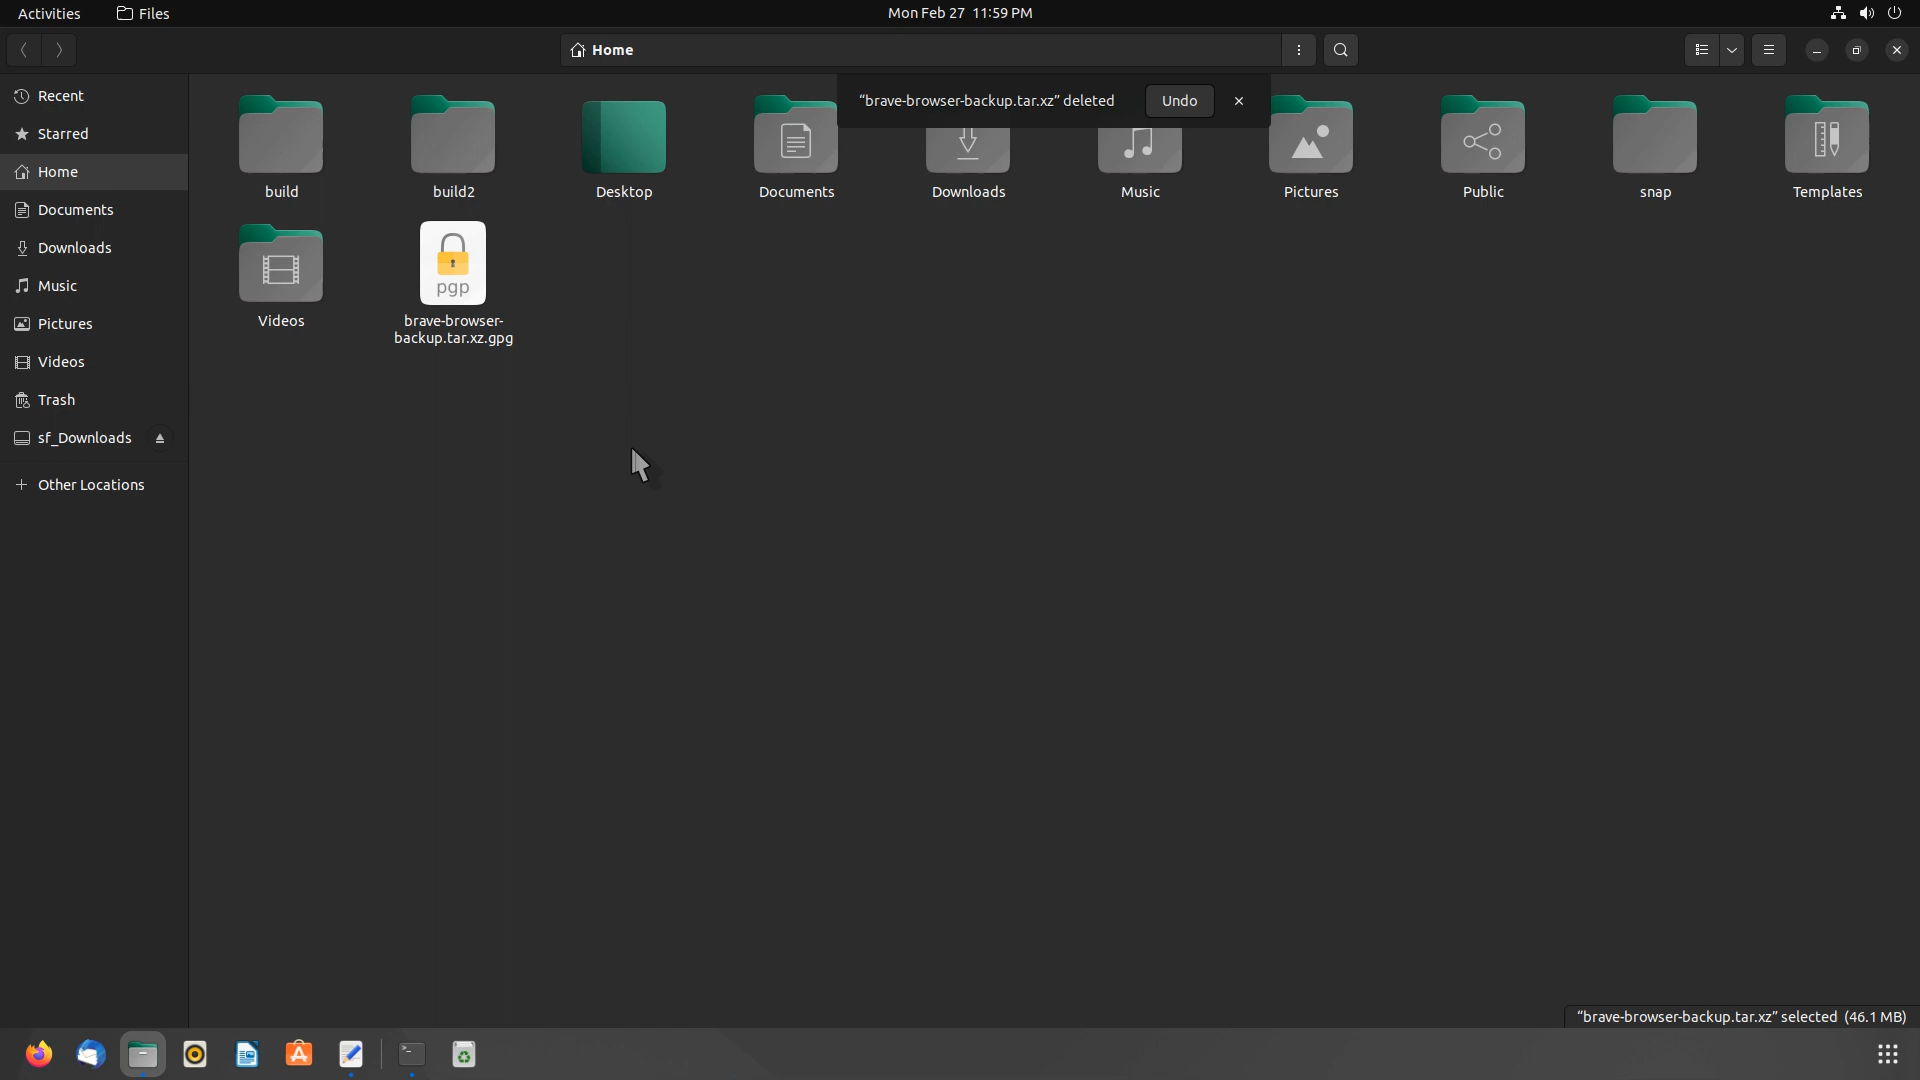 Activities
Files
Mon Feb 27 11:59 PM
Home
Recent
Starred
Home
Documents
Downloads
Music
Pictures
Videos
Trash
sf_Downloads
Other Locations
“brave-browser-backup.tar.xz” deleted
Undo
build
build2
Desktop
Documents
Downloads
Music
Pictures
Public
snap
Templates
Videos
pgp
brave-browser-
backup.tar.xz.gpg
“brave-browser-backup.tar.xz” selected (46.1 MB)